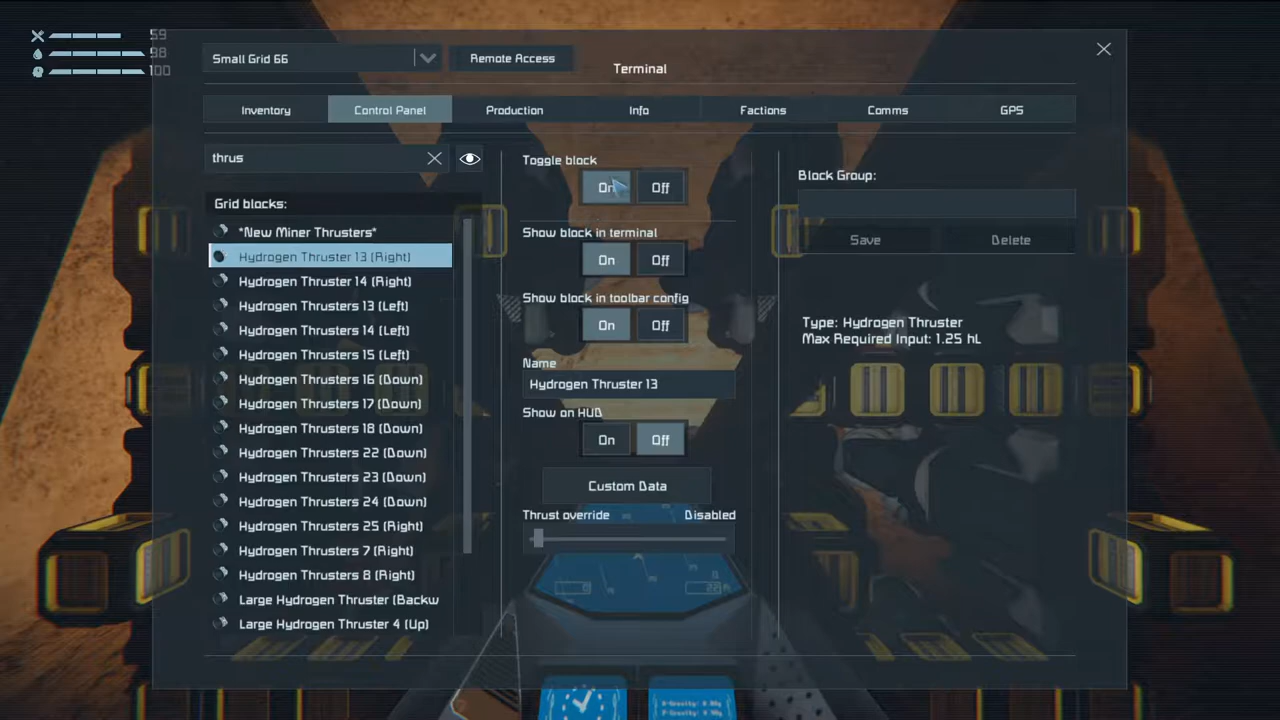 59
98
100
Small Grid 66
Remote Access
Terminal
Inventory
Control Panel
Production
Info
Factions
Comms
GPS
thrus
Grid blocks:
*New Miner Thrusters*
Hydrogen Thruster 13 (Right)
Hydrogen Thruster 14 (Right)
Hydrogen Thrusters 13 (Left)
Hydrogen Thrusters 14 (Left)
Hydrogen Thrusters 15 (Left)
Hydrogen Thrusters 16 (Down)
Hydrogen Thrusters 17 (Down)
Hydrogen Thrusters 18 (Down)
Hydrogen Thrusters 22 (Down)
Hydrogen Thrusters 23 (Down)
Hydrogen Thrusters 24 (Down)
Hydrogen Thrusters 25 (Right)
Hydrogen Thrusters 7 (Right)
Hydrogen Thrusters 8 (Right)
Large Hydrogen Thruster (Backw
Large Hydrogen Thruster 4 (Up)
Toggle block
On Off
Show block in terminal
On Off
Show block in toolbar config
On Off
Name
Hydrogen Thruster 13
Show on HUD
On Off
Custom Data
Thrust override Disabled
Block Group:
Save Delete
Type: Hydrogen Thruster
Max Required Input: 1.25 hL